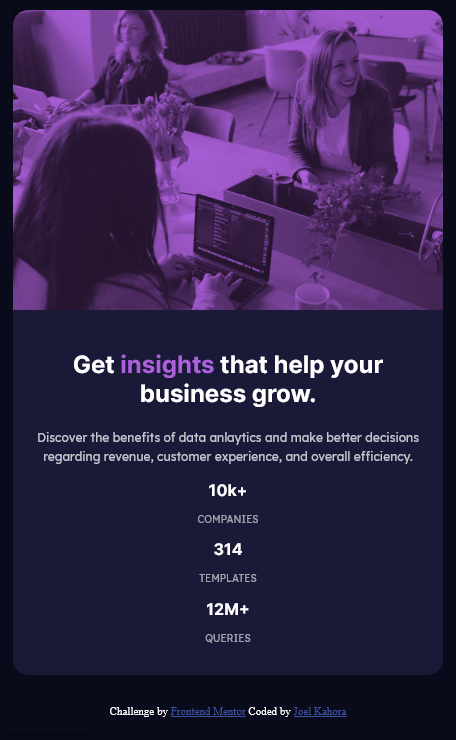 Get insights that help your
business grow.
Discover the benefits of data anlaytics and make better decisions
regarding revenue, customer experience, and overall efficiency.
10k+
COMPANIES
314
TEMPLATES
12M+
QUERIES
Challenge by Frontend Mentor Coded by Joel Kahora